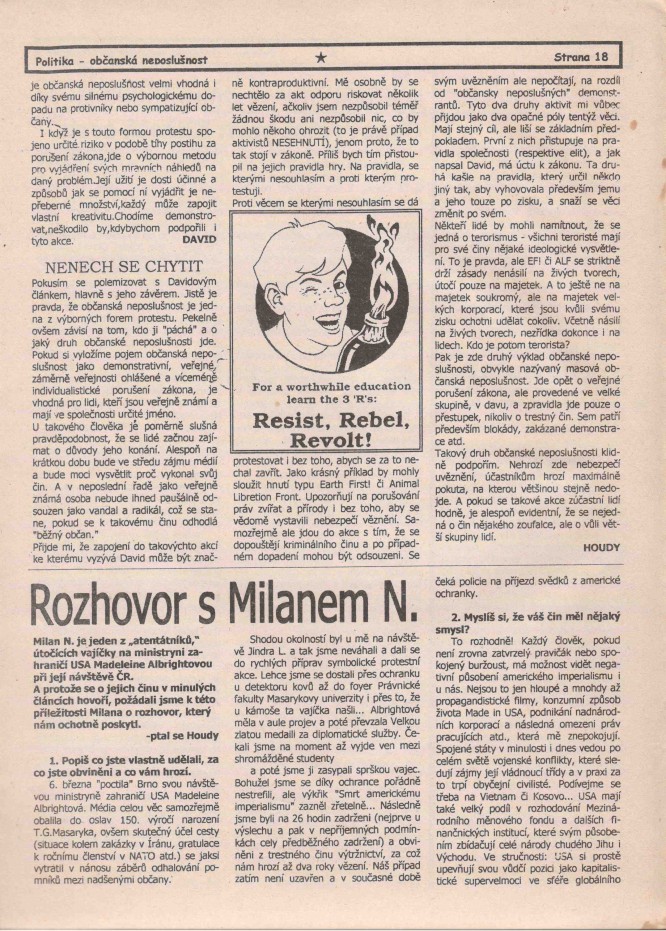 Politika - občanská neposlušnost
Strana 18
je občanská neposlušnost velmi vhodná i
díky svému silnému psychologickému do-
padu na protivníky nebo sympatizující ob-
čany...
I když je s touto formou protestu spo-
jeno určité riziko v podobě tíhy postihu za
porušení zákona,jde o výbornou metodu
pro vyjádření svých mravních náhledů na
daný problém.Její užití je dosti účinné a
způsobů jak se pomocí ní vyjádřit je ne-
přeberné množství,každý může zapojit
vlastní kreativitu.Chodíme demonstro-
vat,neškodilo by,kdybychom podpořili i
tyto akce. DAVID
NENECH SE CHYTIT
Pokusím se polemizovat s Davidovým
článkem, hlavně s jeho závěrem. Jistě je
pravda, že občanská neposlušnost je jedn-
na z výborných forem protestu. Pekelně
ovšem závisí na tom, kdo ji "páchá" a o
jaký druh občanské neposlušnosti jde.
Pokud si vyložíme pojem občanská nepo-
slušnost jako demonstrativní, veřejné,
záměrně veřejnosti ohlášené a víceméně
individualistické porušení zákona, je
vhodná pro lidi, kteří jsou veřejně známí a
mají ve společnosti určité jméno.
U takového člověka je poměrně slušná
pravděpodobnost, že se lidé začnou zají-
mat o důvody jeho konání. Alespoň na
krátkou dobu bude ve středu zájmu médií
a bude moci vysvětlit proč vykonal svůj
čin. A v neposlední řadě jako veřejně
známá osoba nebude ihned paušálně od-
souzen jako vandal a radikál, což se sta-
ne, pokud se k takovému činu odhodlá
"běžný občan."
Přijde mi, že zapojení do takovýchto akcí
ke kterému vyzývá David může být znač-
ně kontraproduktivní. Mé osobně by se
nechtělo za akt odporu riskovat několik
let vězení, ačkoliv jsem nezpůsobil téměř
žádnou škodu ani nezpůsobil nic, co by
mohlo někoho ohrozit (to je právě případ
aktivistů NESEHNUTÍ), jenom proto, že to
tak stojí v zákoně. Příliš bych tím přistou-
pil na jejich pravidla hry. Na pravidla, se
kterými nesouhlasím a proti kterým pro-
testuji.
Proti věcem se kterými nesouhlasím se dá
For a worthwhile education
learn the 3 'R's:
Resist, Rebel,
Revolt!
protestovat i bez toho, abych se za to ne-
chal zavřít. Jako krásný příklad by mohly
sloužit hnutí typu Earth First! či Animal
Libretion Front. Upozorňují na porušování
práv zvířat a přírody i bez toho, aby se
vědomě vystavili nebezpečí věznění. Sa-
mozřejmě ale jdou do akce s tím, že se
dopouštějí kriminálního činu a po případ-
ném dopadení mohou být odsouzeni. Se
svým uvězněním ale nepočítají, na rozdíl
od "občansky neposlušných" demonst-
rantů. Tyto dva druhy aktivit mi vůbec
přijdou jako dva opačné póly tentýž věci.
Mají stejný cíl, ale liší se základním před-
pokladem. První z nich přistupuje na pra-
vidla společnosti (respektive elit), a jak
napsal David, má úctu k zákonu. Ta dru-
há kašle na pravidla, který určil někdo
jiný tak, aby vyhovovala především jemu
a jeho touze po zisku, a snaží se věci
změnit po svém.
Někteří lidé by mohli namítnout, že se
jedná o terorismus - všichni teroristé mají
pro své činy nějaké ideologické vysvětle-
ní. To je pravda, ale EF! či ALF se striktně
drží zásady nenásilí na živých tvorech,
útočí pouze na majetek. A to ještě ne na
majetek soukromý, ale na majetek vel-
kých korporací, které jsou kvůli svému
zisku ochotni udělat cokoliv. Včetně násilí
na živých tvorech, nezřídka dokonce i na
lidech. Kdo je potom terorista?
Pak je zde druhý výklad občanské nepo-
slušnosti, obvykle nazývaný masová ob-
čanská neposlušnost. Jde opět o veřejné
porušení zákona, ale provedené ve velké
skupině, v davu, a zpravidla jde pouze o
přestupek, nikoliv o trestný čin. Sem patří
především blokády, zakázané demonstra-
ce atd.
Takový druh občanské neposlušnosti klid-
ně podpořím. Nehrozí zde nebezpečí
uvěznění, účastníkům hrozí maximálně
pokuta, na kterou většinou stejně nedo-
jde. A pokud se takové akce zúčastní lidí
hodně, je alespoň evidentní, že se nejed-
ná o čin nějakého zoufalce, ale o vůli vět-
ší skupiny lidí.
HOUDY
Rozhovor s Milanem N.
Milan N. je jeden z „atentátníků,“
útočících vajíčky na ministryni za-
hraničí USA Madeleine Albrightovou
při její návštěvě ČR.
A protože se o jejich činu v minulých
článcích hovoří, požádali jsme k této
příležitosti Milana o rozhovor, který
nám ochotně poskytl.
-ptal se Houdy
1. Popiš co jste vlastně udělali, za
co jste obviněni a co vám hrozí.
6. března "poctila" Brno svou návště-
vou ministryně zahraničí USA Madeleine
Albrightová. Média celou věc samozřejmě
obalila do oslav 150. výročí narození
T.G.Masaryka, ovšem skutečný účel cesty
(situace kolem zakázky v Íránu, gratulace
k ročnímu členství v NATO atd.) se jaksi
vytratil v nánosu záběrů odhalování po-
mníků mezi nadšenými občany.
Shodou okolností byl u mě na návště-
vě Jindra L. a tak jsme neváhali a dali se
do rychlých příprav symbolické protestní
akce. Lehce jsme se dostali přes ochranku
u detektoru kovů až do foyer Právnické
fakulty Masarykovy univerzity i přes to, že
u kámoše ta vajíčka našli... Albrightová
měla v aule projev a poté převzala Velkou
zlatou medaili za diplomatické služby. Če-
kali jsme na moment až vyjde ven mezi
shromážděné studenty
a poté jsme ji zasypali sprškou vajec.
Bohužel jsme se díky ochrance pořádně
nestrefili, ale výkřik "Smrt americkému
imperialismu" zazněl zřetelně... Následně
jsme byli na 26 hodin zadrženi (nejprve u
výslechu a pak v nepříjemných podmín-
kách cely předběžného zadržení) a obvi-
něni z trestného činu výtržnictví, za což
nám hrozí až dva roky vězení. Náš případ
zatím není uzavřen a v současné době
čeká policie na příjezd svědků z americké
ochranky.
2. Myslíš si, že váš čin měl nějaký
smysl?
To rozhodně! Každý člověk, pokud
není zrovna zatvrzelý pravičák nebo spo-
kojený buržoust, má možnost vidět nega-
tivní působení amerického imperialismu i
u nás. Nejsou to jen hloupé a mnohdy až
propagandistické filmy, konzumní způsob
života Made in USA, podnikání nadnárod-
ních korporací a následná omezení práv
pracujících atd., která mě znepokojují.
Spojené státy v minulosti i dnes vedou po
celém světě vojenské konflikty, které sle-
dují zájmy její vládnoucí třídy a v praxi za
to trpí obyčejní civilisté. Podívejme se
třeba na Vietnam či Kosovo... USA mají
také velký podíl v rozhodování Meziná-
rodního měnového fondu a dalších fi-
nančnických institucí, které svým působe-
ním zbídačují celé národy chudého Jihu i
Východu. Ve stručnosti: USA si prostě
upevňují svou vůdčí pozici jako kapitalis-
tické supervelmoci ve sféře globálního